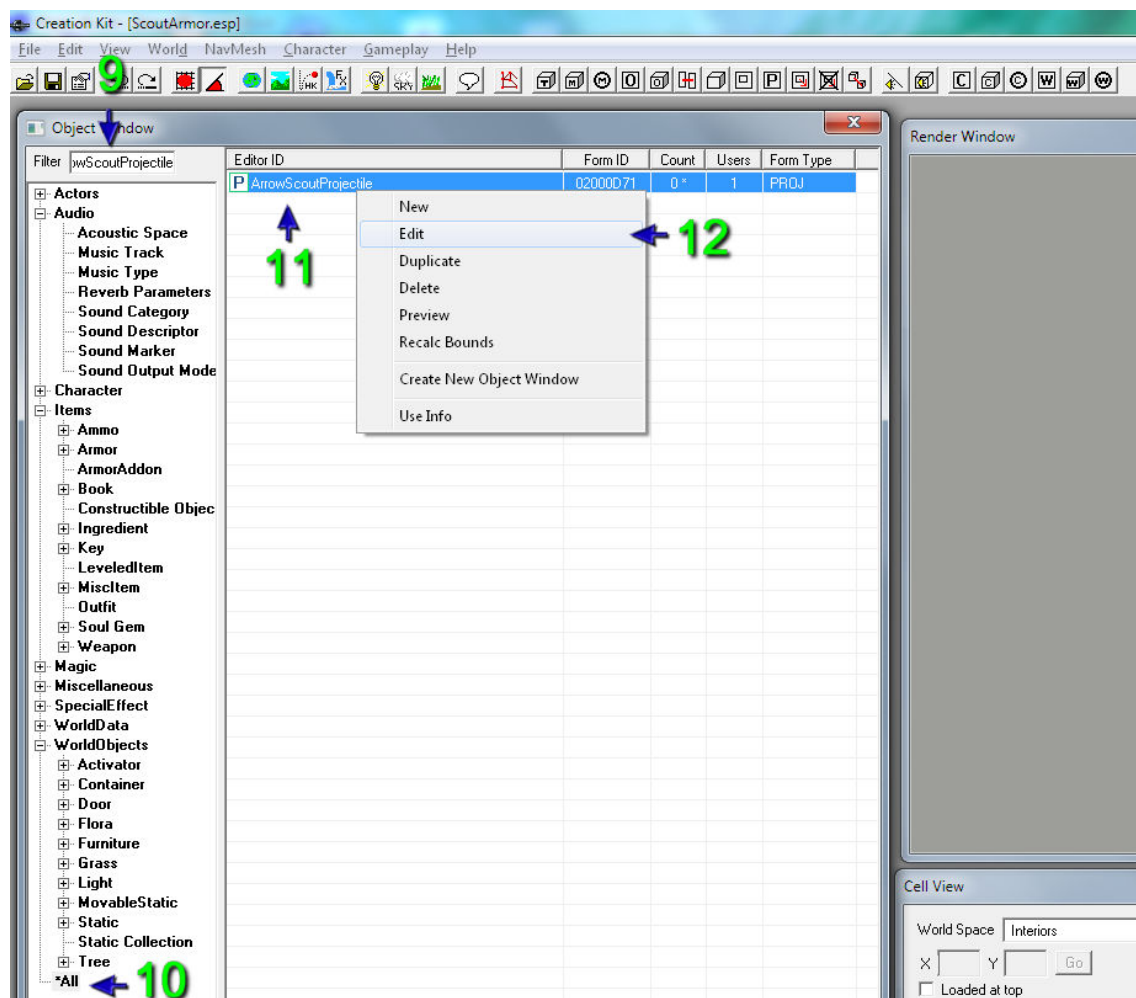 Creation Kit - [ScoutArmor.esp]
File Edit View World NavMesh Character Gameplay Help
9
HK
FX
SKY
P
C
W
Object Window
Render Window
Filter owScoutProjectile
Editor ID Form ID Count Users Form Type
P ArrowScoutProjectile 02000D71 0 * 1 PROJ
Actors
Audio
Acoustic Space
Music Track
Music Type
Reverb Parameters
Sound Category
Sound Descriptor
Sound Marker
Sound Output Mode
Character
Items
Ammo
Armor
ArmorAddon
Book
Constructible Objec
Ingredient
Key
LeveledItem
MiscItem
Outfit
Soul Gem
Weapon
Magic
Miscellaneous
SpecialEffect
WorldData
WorldObjects
Activator
Container
Door
Flora
Furniture
Grass
Light
MovableStatic
Static
Static Collection
Tree
*All
10
11
New
Edit
12
Duplicate
Delete
Preview
Recalc Bounds
Create New Object Window
Use Info
Cell View
World Space Interiors
X Y Go
Loaded at top